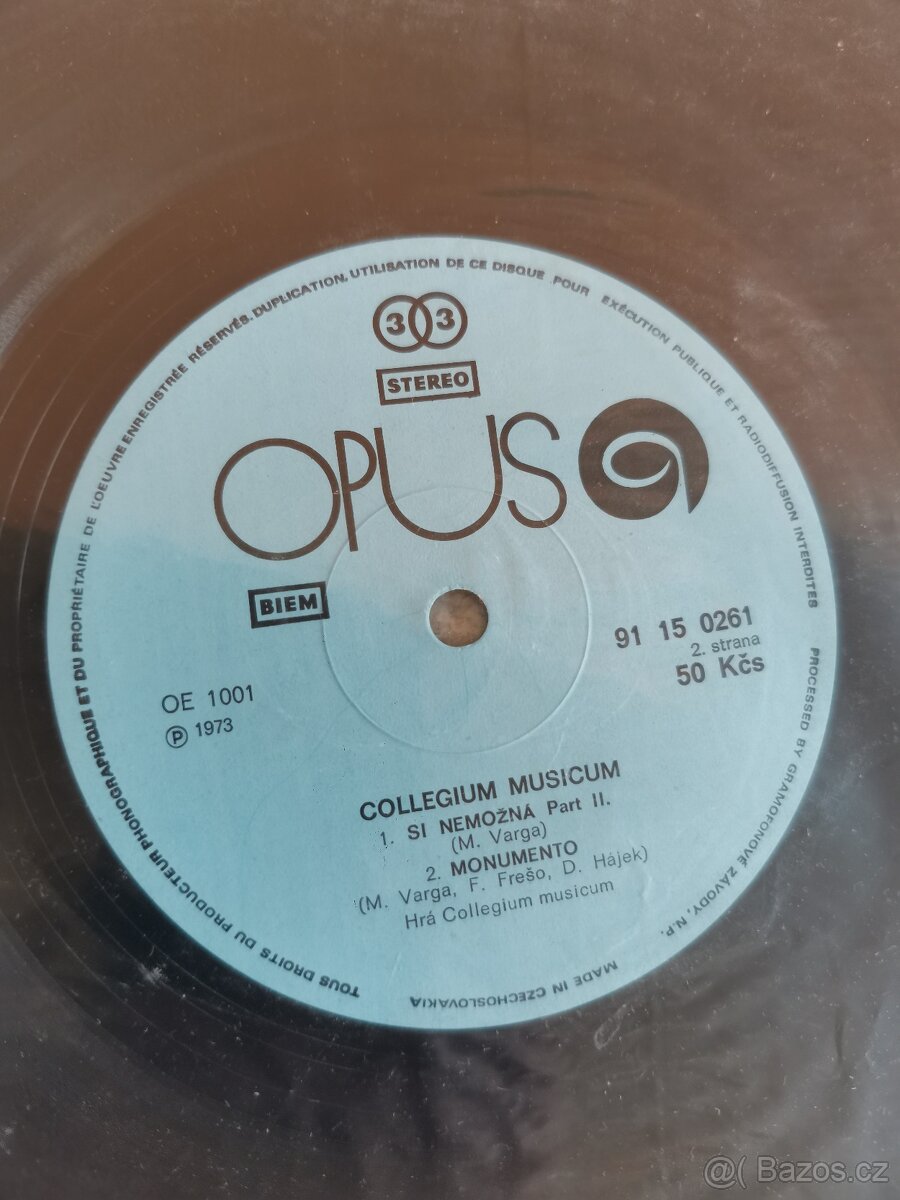 TOUS DROITS DU PRODUCTEUR PHONOGRAPHIQUE ET DU PROPRIÉTAIRE DE L'OEUVRE ENREGISTRÉE RÉSERVÉS. DUPLICATION, UTILISATION DE CE DISQUE POUR EXÉCUTION PUBLIQUE ET RADIODIFFUSION INTERDITES
PROCESSED BY GRAMOFONOVÉ ZÁVODY, N.P.
MADE IN CZECHOSLOVAKIA
33
STEREO
OPUS
BIEM
91 15 0261
2. strana
50 Kčs
OE 1001
Ⓟ 1973
COLLEGIUM MUSICUM
1. SI NEMOŽNÁ Part II.
(M. Varga)
2. MONUMENTO
(M. Varga, F. Frešo, D. Hájek)
Hrá Collegium musicum
@( Bazos.cz